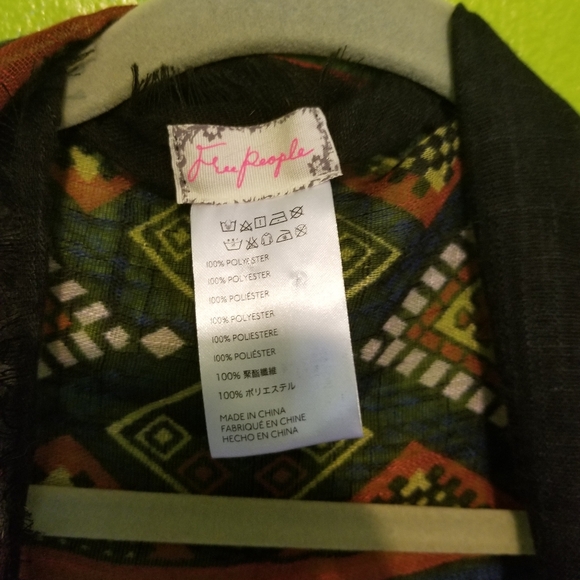 Free People
100% POLYESTER
100% POLYESTER
100% POLIÉSTER
100% POLYESTER
100% POLIESTERE
100% POLIÉSTER
100% 聚酯纖維
100% ポリエステル
MADE IN CHINA
FABRIQUÉ EN CHINE
HECHO EN CHINA